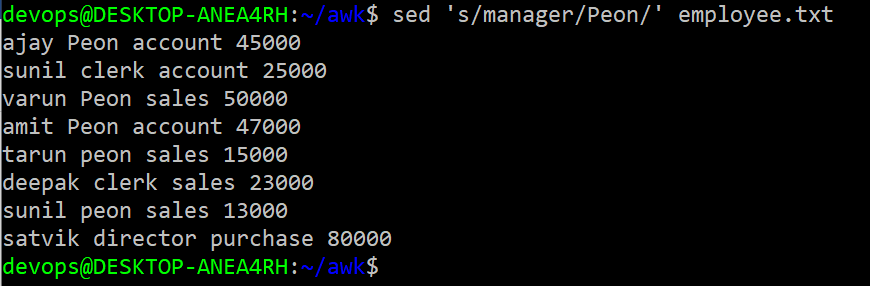 devops@DESKTOP-ANEA4RH:~/awk$ sed 's/manager/Peon/' employee.txt
ajay Peon account 45000
sunil clerk account 25000
varun Peon sales 50000
amit Peon account 47000
tarun peon sales 15000
deepak clerk sales 23000
sunil peon sales 13000
satvik director purchase 80000
devops@DESKTOP-ANEA4RH:~/awk$